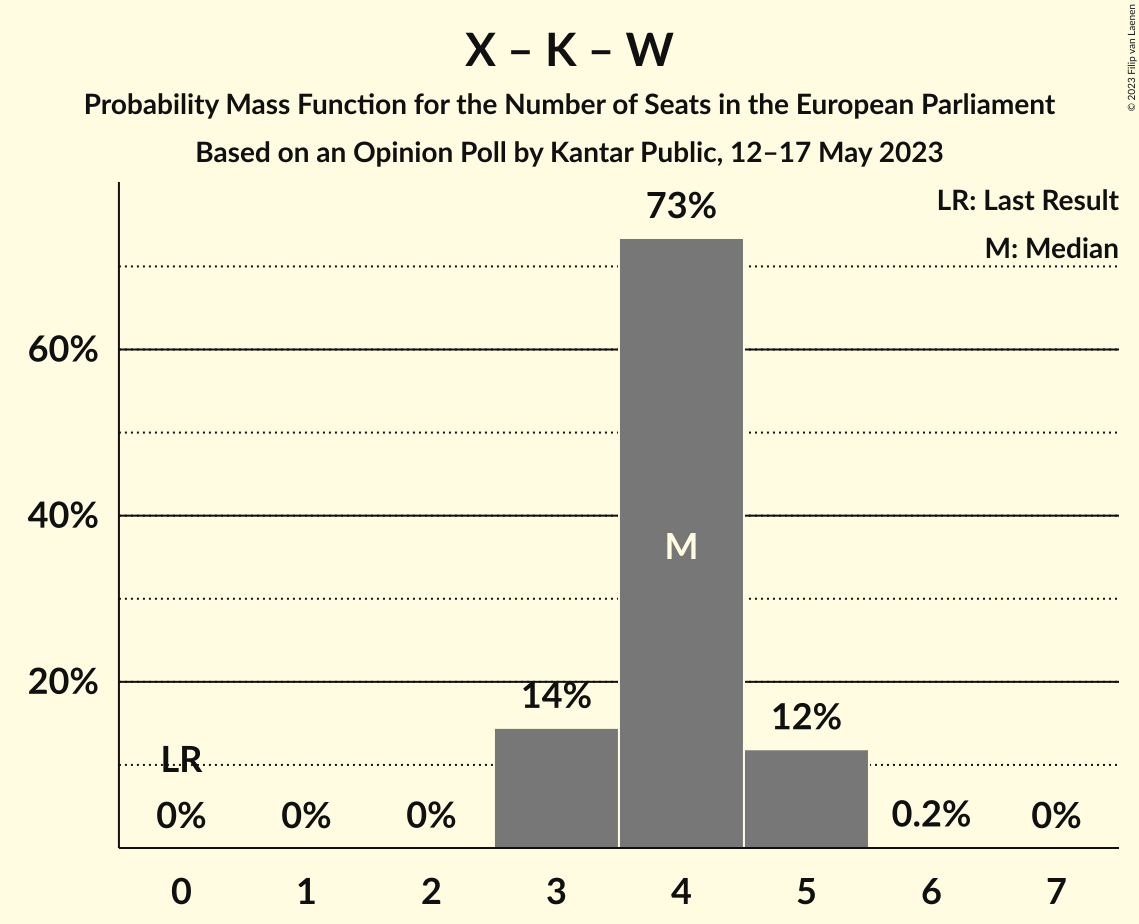 X – K – W
Probability Mass Function for the Number of Seats in the European Parliament
Based on an Opinion Poll by Kantar Public, 12–17 May 2023
© 2023 Filip van Laenen
LR: Last Result
M: Median
73%
60%
40%
20%
M
14%
12%
LR
0%
0%
0%
0.2%
0%
0
1
2
3
4
5
6
7